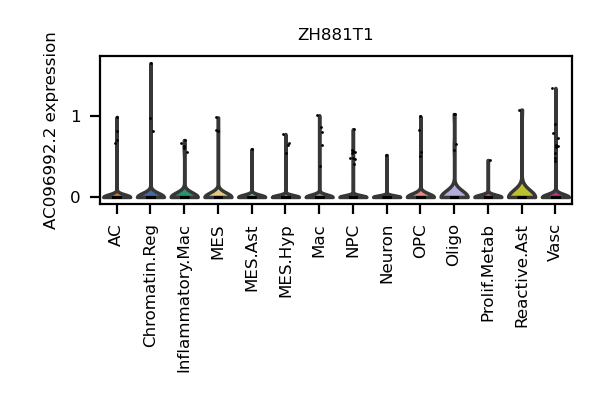 ZH881T1
AC096992.2 expression
1
0
AC
Chromatin.Reg
Inflammatory.Mac
MES
MES.Ast
MES.Hyp
Mac
NPC
Neuron
OPC
Oligo
Prolif.Metab
Reactive.Ast
Vasc